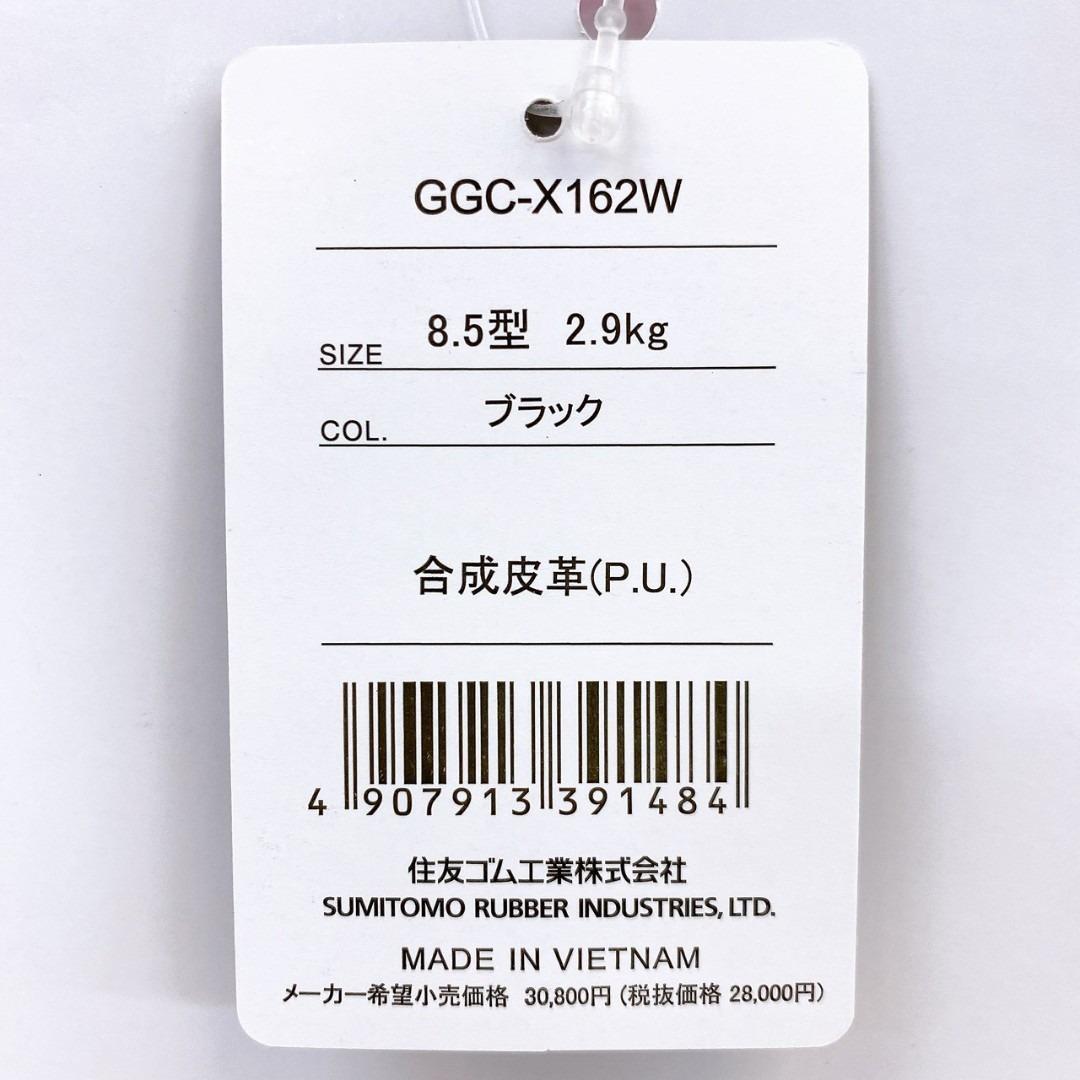 GGC-X162W
SIZE 8.5型 2.9kg
COL. ブラック
合成皮革(P.U.)
4 907913 391484
住友ゴム工業株式会社
SUMITOMO RUBBER INDUSTRIES, LTD.
MADE IN VIETNAM
メーカー希望小売価格 30,800円 (税抜価格 28,000円)